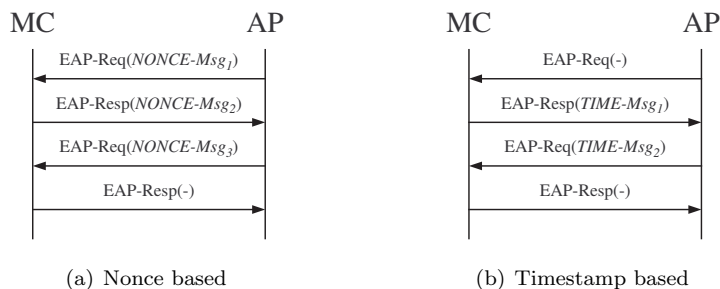 MC AP
EAP-Req(NONCE-Msg1)
EAP-Resp(NONCE-Msg2)
EAP-Req(NONCE-Msg3)
EAP-Resp(-)
(a) Nonce based
MC AP
EAP-Req(-)
EAP-Resp(TIME-Msg1)
EAP-Req(TIME-Msg2)
EAP-Resp(-)
(b) Timestamp based